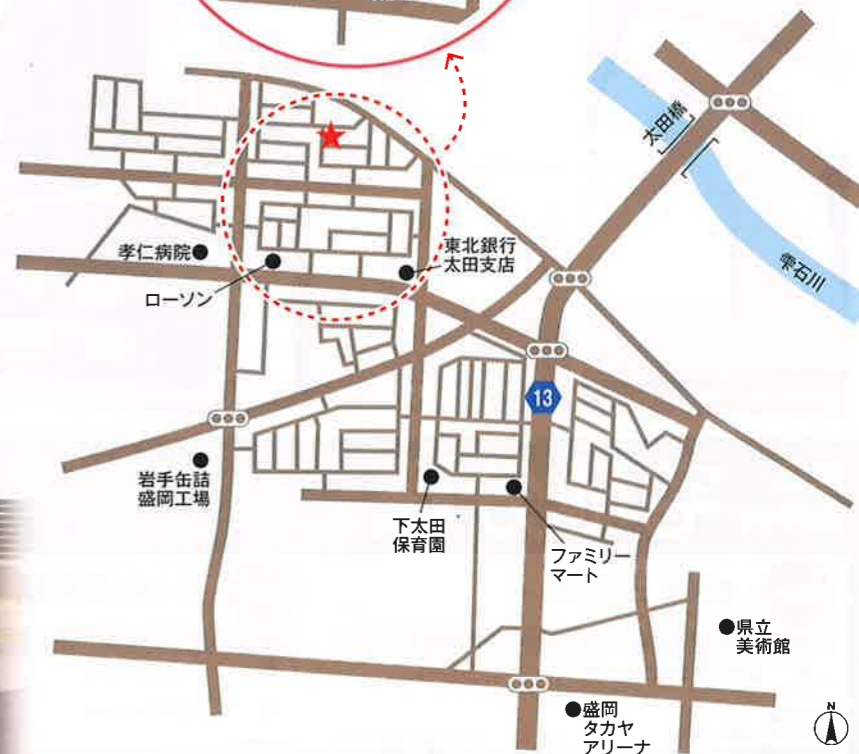 太田橋
雫石川
孝仁病院
ローソン
東北銀行
太田支店
13
岩手缶詰
盛岡工場
下太田
保育園
ファミリー
マート
県立
美術館
盛岡
タカヤ
アリーナ
N